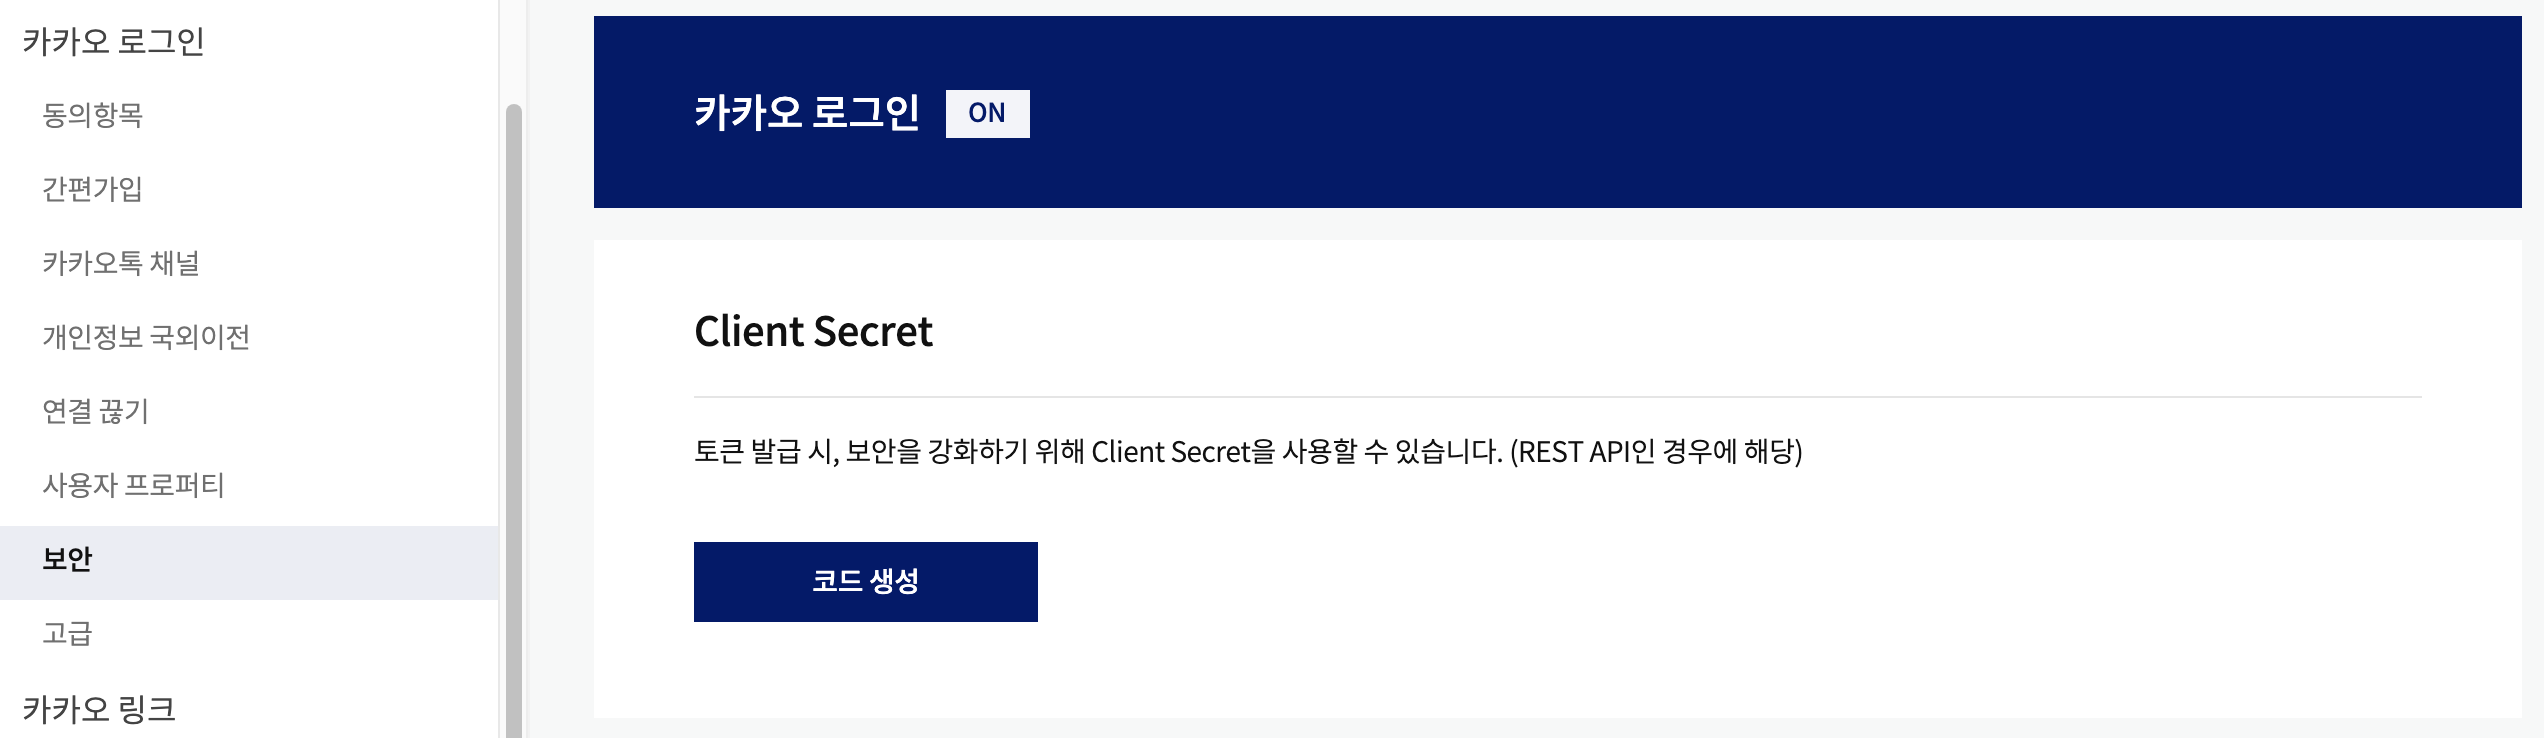 카카오 로그인
동의항목
간편가입
카카오톡 채널
개인정보 국외이전
연결 끊기
사용자 프로퍼티
보안
고급
카카오 링크
카카오 로그인 ON
Client Secret
토큰 발급 시, 보안을 강화하기 위해 Client Secret을 사용할 수 있습니다. (REST API인 경우에 해당)
코드 생성